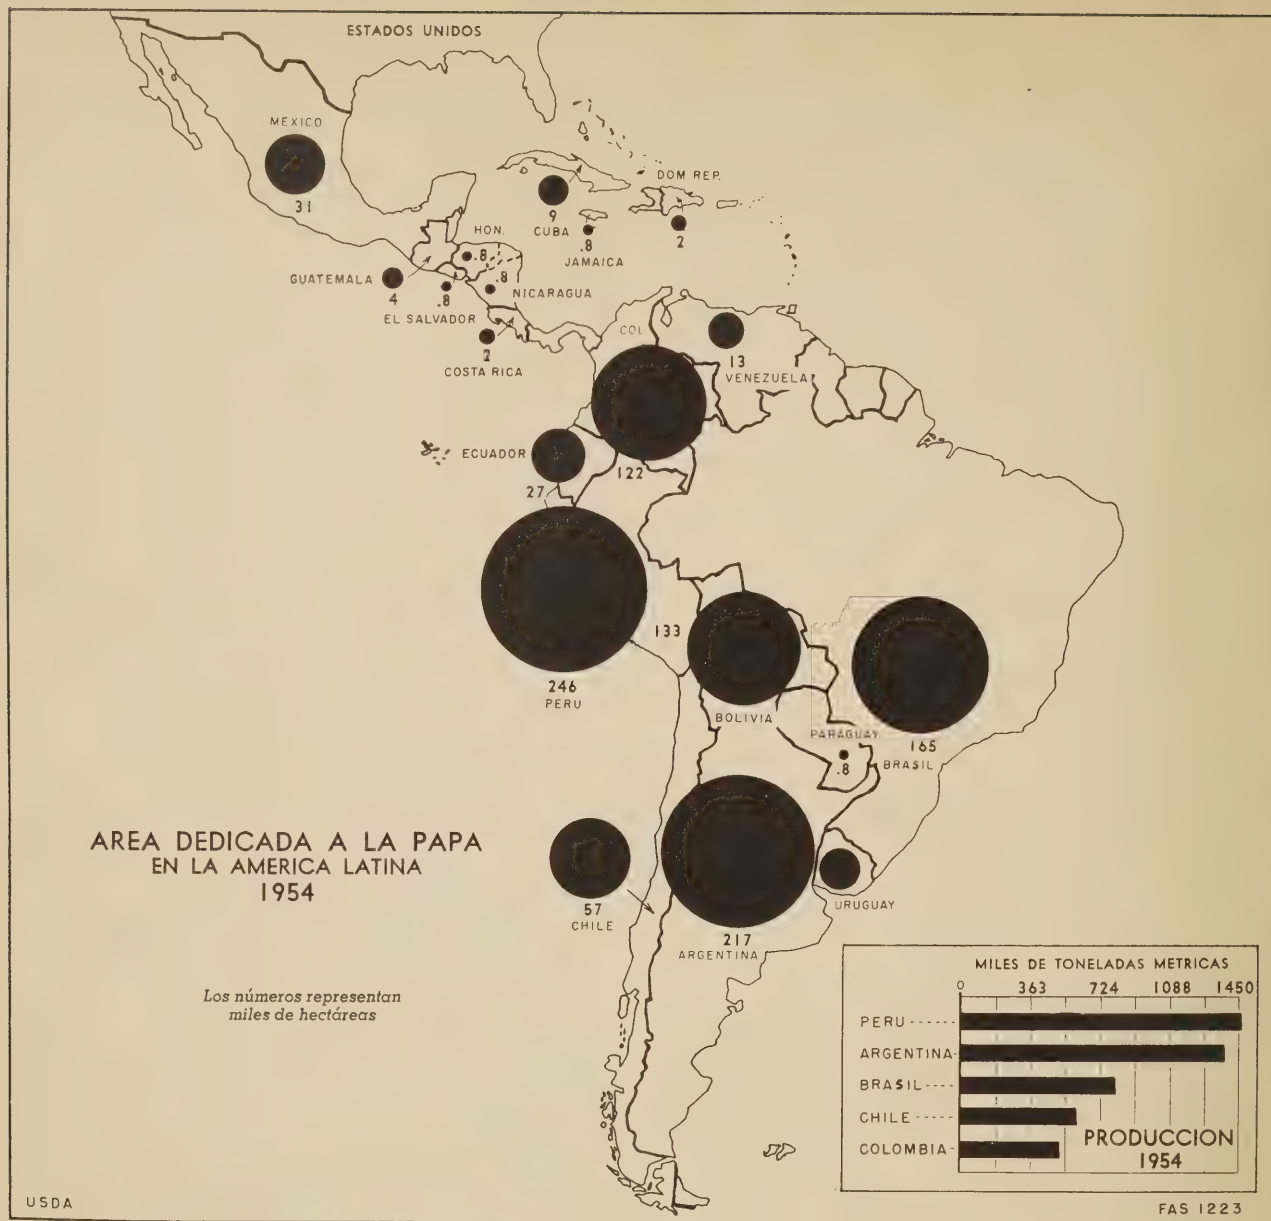 ESTADOS UNIDOS
MEXICO
31
DOM REP.
2
9
CUBA
.8
JAMAICA
HON.
.8
GUATEMALA
4
.8
EL SALVADOR
.8
NICARAGUA
COSTA RICA
COL
122
13
VENEZUELA
ECUADOR
27
246
PERU
133
BOLIVIA
165
BRASIL
PARAGUAY
.8
57
CHILE
217
ARGENTINA
URUGUAY
AREA DEDICADA A LA PAPA
EN LA AMERICA LATINA
1954
Los números representan
miles de hectáreas
MILES DE TONELADAS METRICAS
0 363 724 1088 1450
PERU
ARGENTINA
BRASIL
CHILE
COLOMBIA
PRODUCCION
1954
USDA
FAS 1223